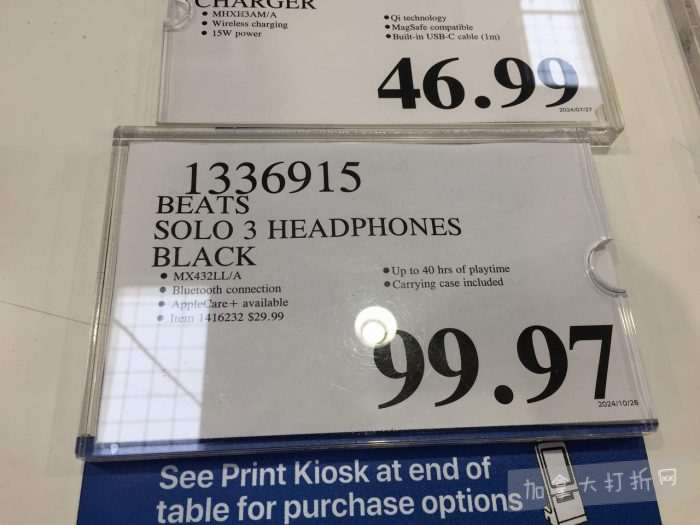 CHARGER
• MHXH3AM/A
• Wireless charging
• 15W power
• Qi technology
• MagSafe compatible
• Built-in USB-C cable (1m)
46.99
2024/07/27
1336915
BEATS
SOLO 3 HEADPHONES
BLACK
• MX432LL/A
• Bluetooth connection
• AppleCare+ available
• Item 1416232 $29.99
• Up to 40 hrs of playtime
• Carrying case included
99.97
2024/10/26
See Print Kiosk at end of
table for purchase options
加拿大打折网